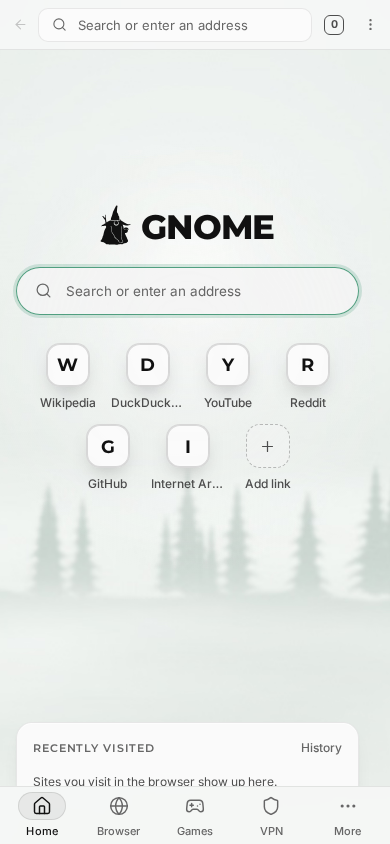 Search or enter an address
0
GNOME
Search or enter an address
W
D
Y
R
Wikipedia
DuckDuck...
YouTube
Reddit
G
I
+
GitHub
Internet Ar...
Add link
RECENTLY VISITED
History
Sites you visit in the browser show up here.
Home
Browser
Games
VPN
More